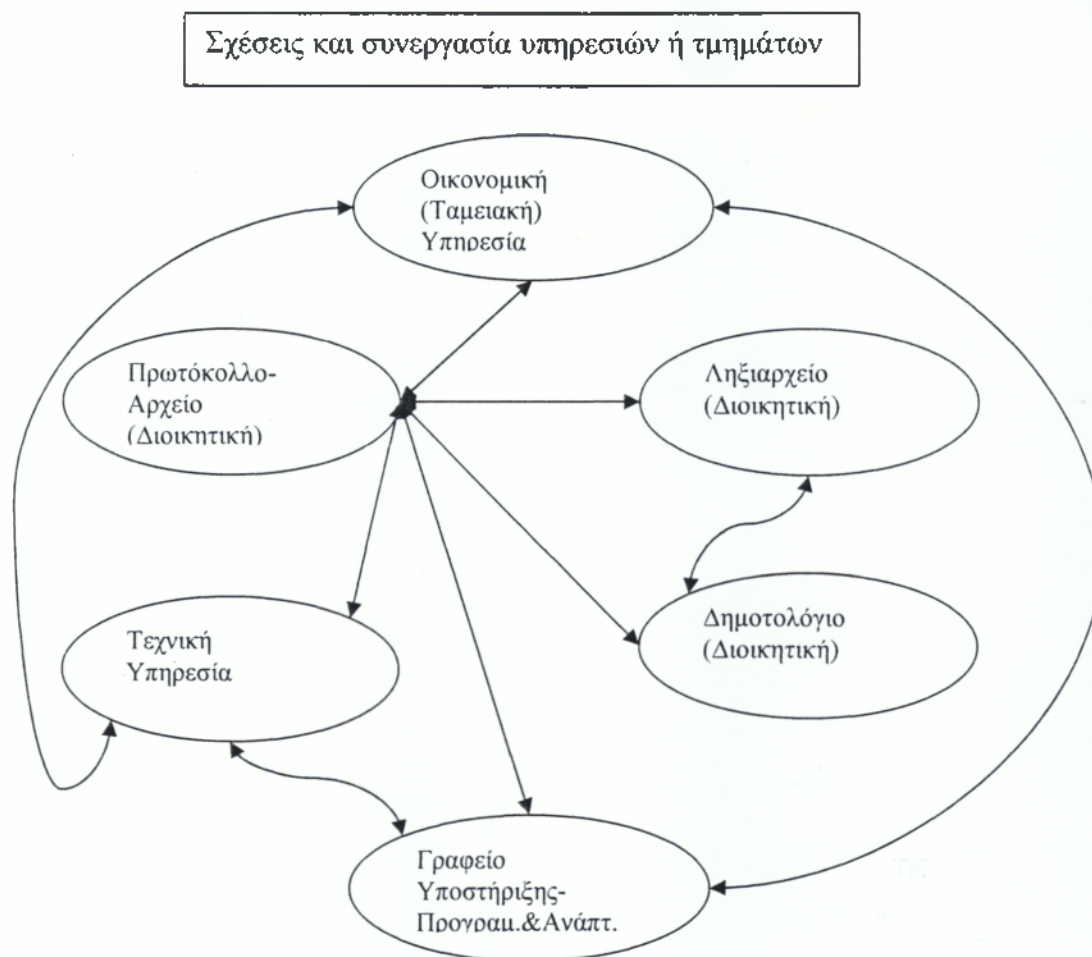 Σχέσεις και συνεργασία υπηρεσιών ή τμημάτων
Οικονομική
(Ταμειακή)
Υπηρεσία
Πρωτόκολλο-
Αρχείο
(Διοικητική)
Ληξιαρχείο
(Διοικητική)
Τεχνική
Υπηρεσία
Δημοτολόγιο
(Διοικητική)
Γραφείο
Υποστήριξης-
Προγραμ.&Ανάπτ.